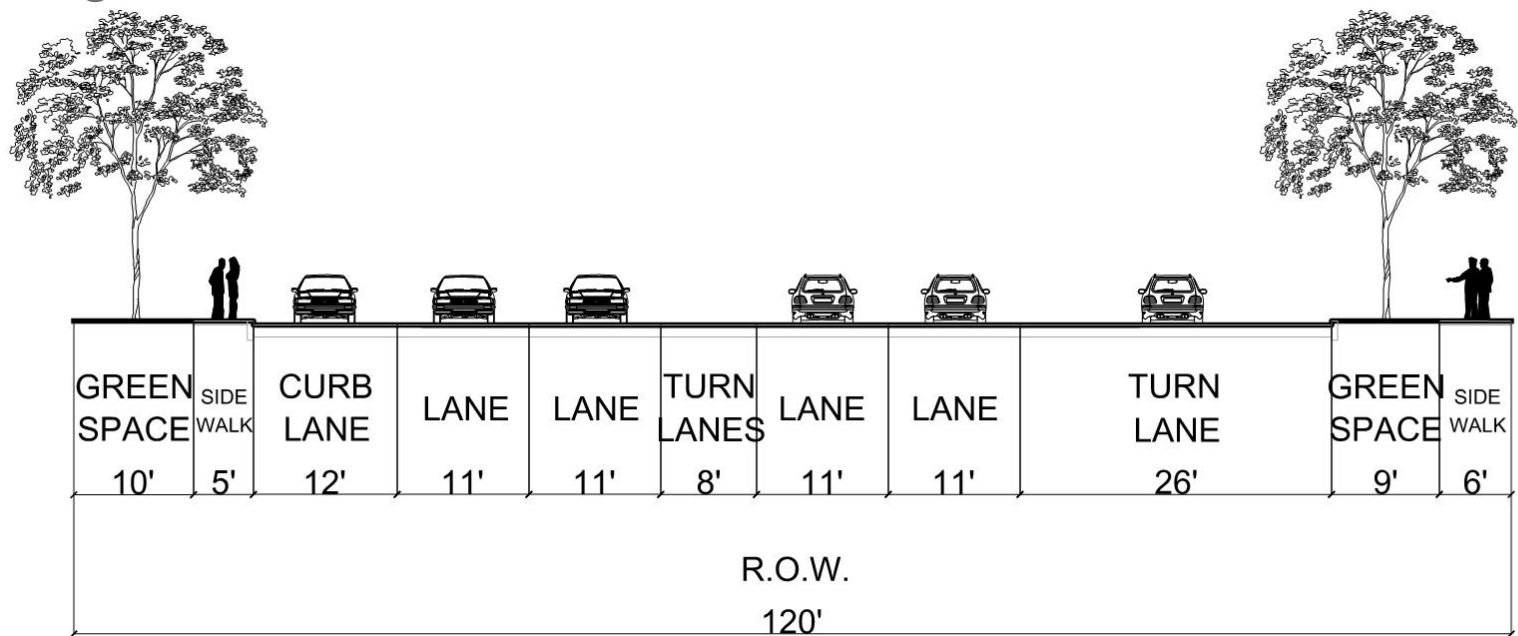 GREEN
SPACE
10'
SIDE
WALK
5'
CURB
LANE
12'
LANE
11'
LANE
11'
TURN
LANES
8'
LANE
11'
LANE
11'
TURN
LANE
26'
GREEN
SPACE
9'
SIDE
WALK
6'
R.O.W.
120'